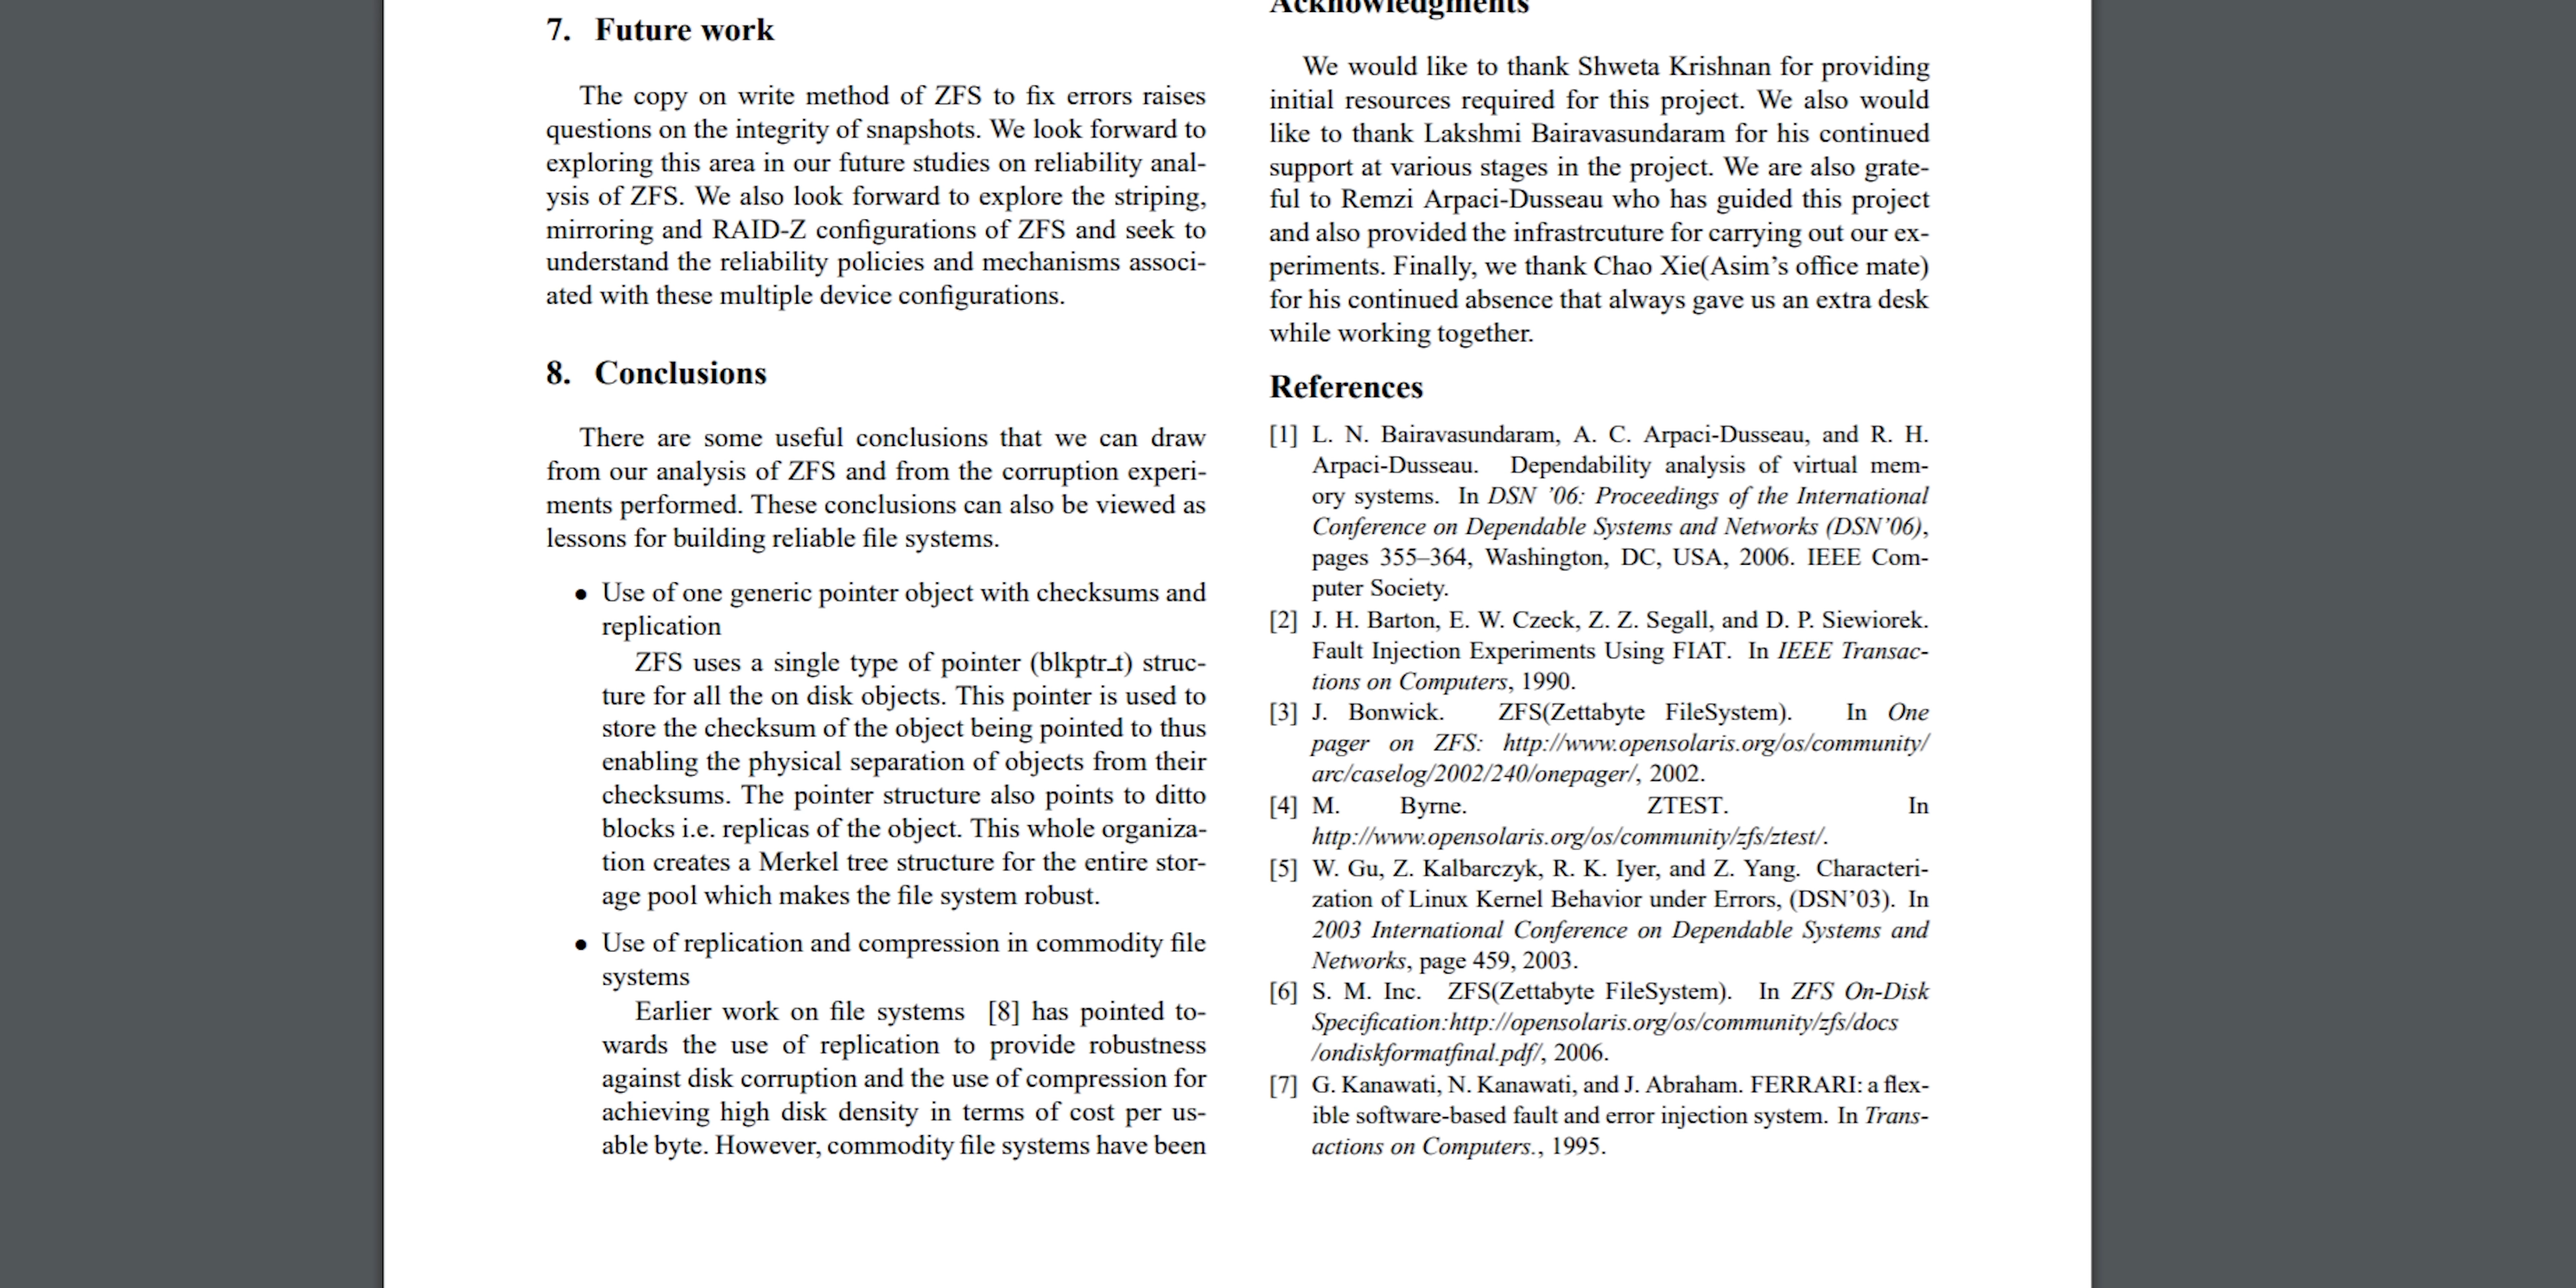 7. Future work
The copy on write method of ZFS to fix errors raises
questions on the integrity of snapshots. We look forward to
exploring this area in our future studies on reliability anal-
ysis of ZFS. We also look forward to explore the striping,
mirroring and RAID-Z configurations of ZFS and seek to
understand the reliability policies and mechanisms associ-
ated with these multiple device configurations.
8. Conclusions
There are some useful conclusions that we can draw
from our analysis of ZFS and from the corruption experi-
ments performed. These conclusions can also be viewed as
lessons for building reliable file systems.
• Use of one generic pointer object with checksums and
replication
ZFS uses a single type of pointer (blkptr_t) struc-
ture for all the on disk objects. This pointer is used to
store the checksum of the object being pointed to thus
enabling the physical separation of objects from their
checksums. The pointer structure also points to ditto
blocks i.e. replicas of the object. This whole organiza-
tion creates a Merkel tree structure for the entire stor-
age pool which makes the file system robust.
• Use of replication and compression in commodity file
systems
Earlier work on file systems [8] has pointed to-
wards the use of replication to provide robustness
against disk corruption and the use of compression for
achieving high disk density in terms of cost per us-
able byte. However, commodity file systems have been
Acknowledgments
We would like to thank Shweta Krishnan for providing
initial resources required for this project. We also would
like to thank Lakshmi Bairavasundaram for his continued
support at various stages in the project. We are also grate-
ful to Remzi Arpaci-Dusseau who has guided this project
and also provided the infrastrcuture for carrying out our ex-
periments. Finally, we thank Chao Xie(Asim's office mate)
for his continued absence that always gave us an extra desk
while working together.
References
[1] L. N. Bairavasundaram, A. C. Arpaci-Dusseau, and R. H.
Arpaci-Dusseau. Dependability analysis of virtual mem-
ory systems. In DSN '06: Proceedings of the International
Conference on Dependable Systems and Networks (DSN'06),
pages 355–364, Washington, DC, USA, 2006. IEEE Com-
puter Society.
[2] J. H. Barton, E. W. Czeck, Z. Z. Segall, and D. P. Siewiorek.
Fault Injection Experiments Using FIAT. In IEEE Transac-
tions on Computers, 1990.
[3] J. Bonwick. ZFS(Zettabyte FileSystem). In One
pager on ZFS: http://www.opensolaris.org/os/community/
arc/caselog/2002/240/onepager/, 2002.
[4] M. Byrne. ZTEST. In
http://www.opensolaris.org/os/community/zfs/ztest/.
[5] W. Gu, Z. Kalbarczyk, R. K. Iyer, and Z. Yang. Characteri-
zation of Linux Kernel Behavior under Errors, (DSN'03). In
2003 International Conference on Dependable Systems and
Networks, page 459, 2003.
[6] S. M. Inc. ZFS(Zettabyte FileSystem). In ZFS On-Disk
Specification:http://opensolaris.org/os/community/zfs/docs
/ondiskformatfinal.pdf/, 2006.
[7] G. Kanawati, N. Kanawati, and J. Abraham. FERRARI: a flex-
ible software-based fault and error injection system. In Trans-
actions on Computers., 1995.